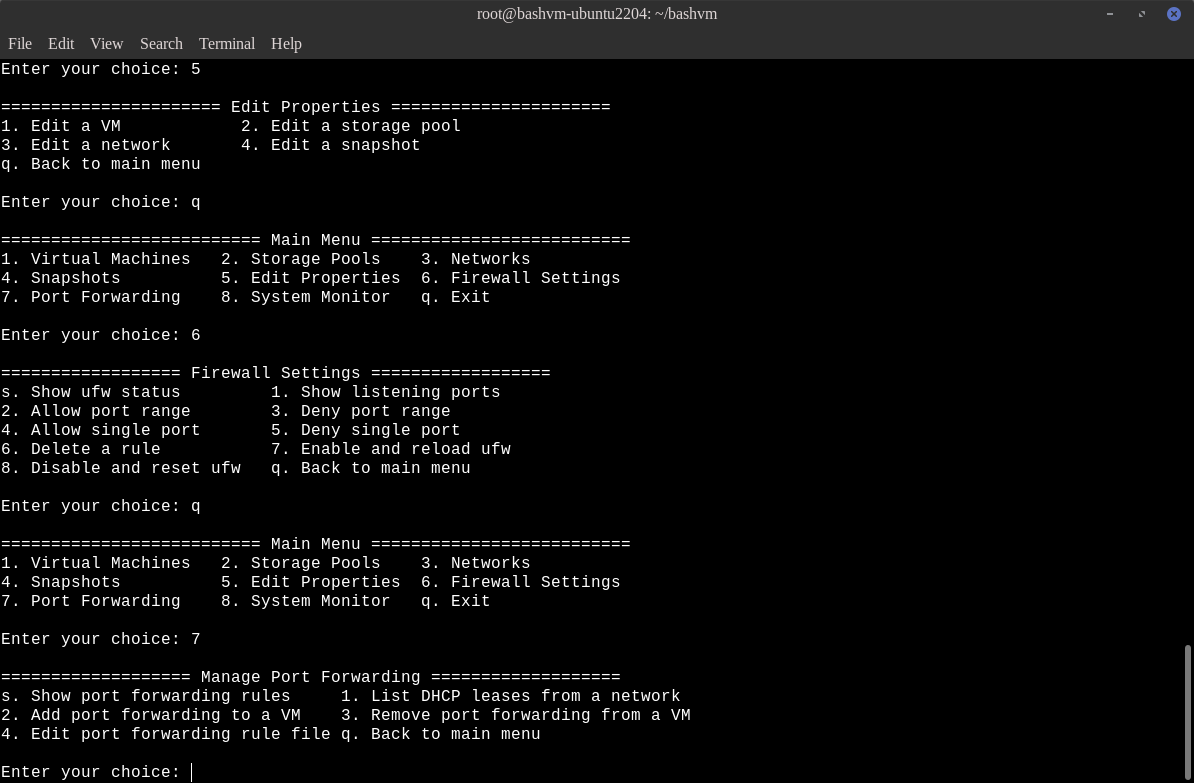 root@bashvm-ubuntu2204: ~/bashvm
File Edit View Search Terminal Help
Enter your choice: 5
====================== Edit Properties ======================
1. Edit a VM            2. Edit a storage pool
3. Edit a network       4. Edit a snapshot
q. Back to main menu
Enter your choice: q
========================== Main Menu ==========================
1. Virtual Machines   2. Storage Pools    3. Networks
4. Snapshots          5. Edit Properties  6. Firewall Settings
7. Port Forwarding    8. System Monitor   q. Exit
Enter your choice: 6
================== Firewall Settings ==================
s. Show ufw status         1. Show listening ports
2. Allow port range        3. Deny port range
4. Allow single port       5. Deny single port
6. Delete a rule           7. Enable and reload ufw
8. Disable and reset ufw   q. Back to main menu
Enter your choice: q
========================== Main Menu ==========================
1. Virtual Machines   2. Storage Pools    3. Networks
4. Snapshots          5. Edit Properties  6. Firewall Settings
7. Port Forwarding    8. System Monitor   q. Exit
Enter your choice: 7
=================== Manage Port Forwarding ===================
s. Show port forwarding rules     1. List DHCP leases from a network
2. Add port forwarding to a VM    3. Remove port forwarding from a VM
4. Edit port forwarding rule file q. Back to main menu
Enter your choice: